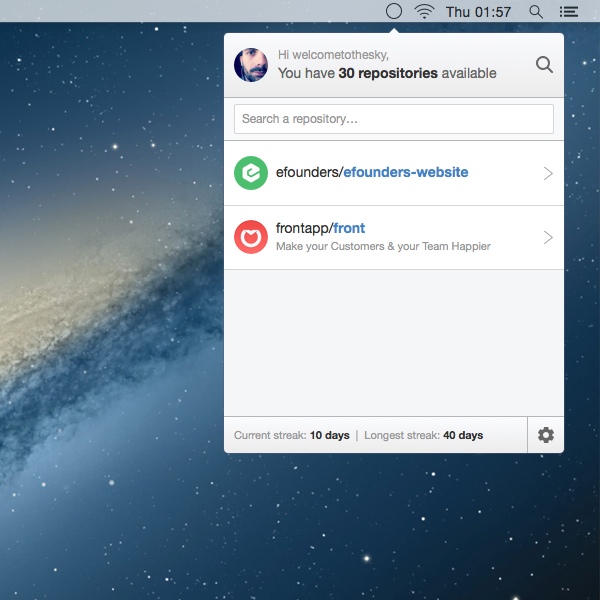 Thu 01:57
Hi welcometothesky,
You have 30 repositories available
Search a repository...
efounders/efounders-website
frontapp/front
Make your Customers & your Team Happier
Current streak: 10 days | Longest streak: 40 days